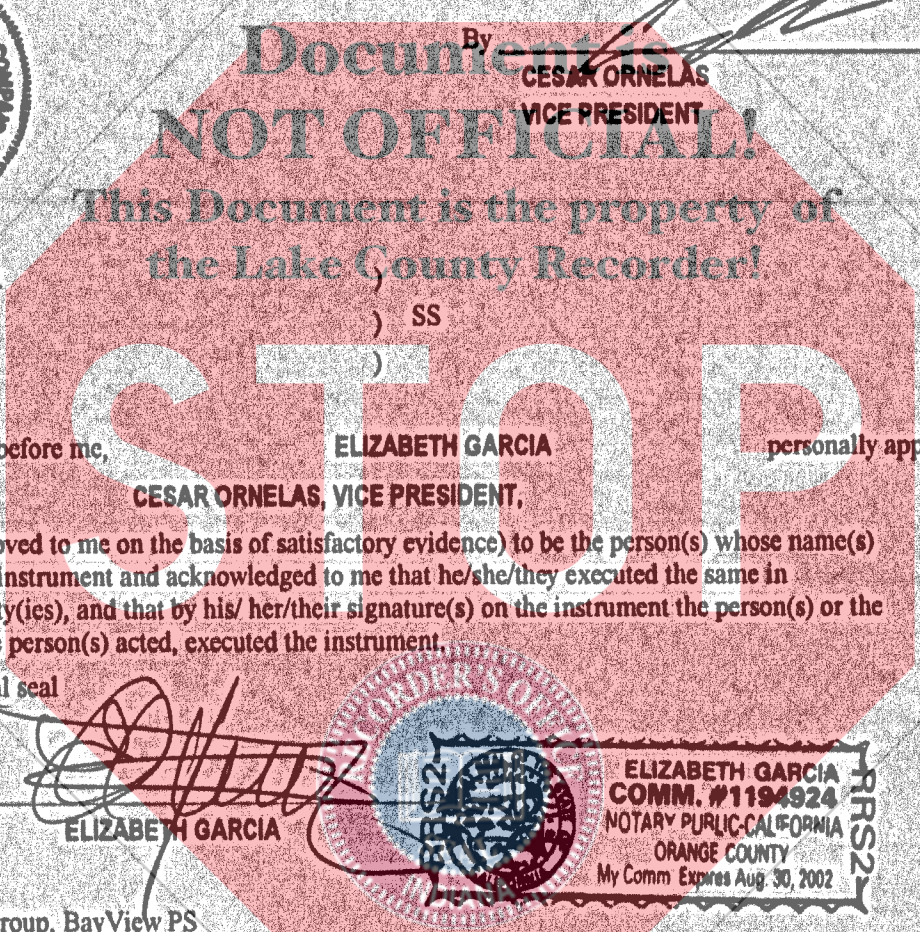 By
CESAR ORNELAS
VICE PRESIDENT
Document is
NOT OFFICIAL!
This Document is the property of
the Lake County Recorder!
)
) SS
)
STOP
before me, ELIZABETH GARCIA personally app
CESAR ORNELAS, VICE PRESIDENT,
oved to me on the basis of satisfactory evidence) to be the person(s) whose name(s)
instrument and acknowledged to me that he/she/they executed the same in
ty(ies), and that by his/ her/their signature(s) on the instrument the person(s) or the
person(s) acted, executed the instrument.
al seal
ELIZABETH GARCIA
RECORDER'S OFFICE
INDIANA
RRS2
ELIZABETH GARCIA
COMM. #1194924
NOTARY PUBLIC-CALIFORNIA
ORANGE COUNTY
My Comm Expires Aug. 30, 2002
RRS2
roup, BayView PS